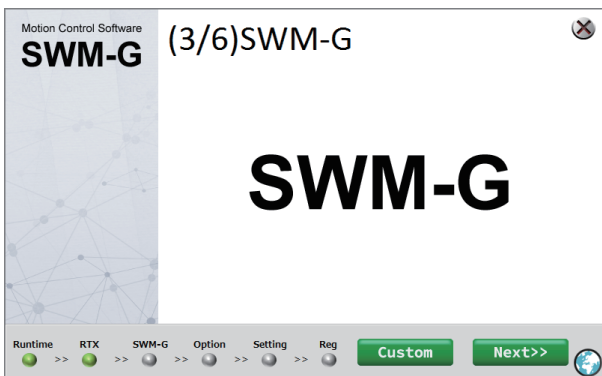 Motion Control Software
SWM-G
(3/6)SWM-G
SWM-G
Runtime >> RTX >> SWM-G >> Option >> Setting >> Reg
Custom
Next>>